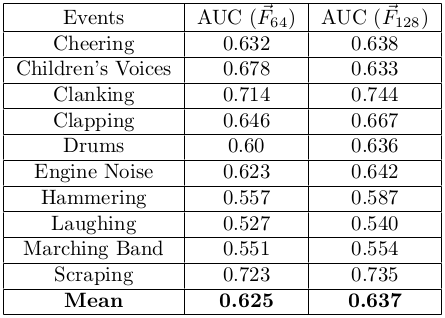 Events AUC (F⃗64) AUC (F⃗128)
Cheering 0.632 0.638
Children's Voices 0.678 0.633
Clanking 0.714 0.744
Clapping 0.646 0.667
Drums 0.60 0.636
Engine Noise 0.623 0.642
Hammering 0.557 0.587
Laughing 0.527 0.540
Marching Band 0.551 0.554
Scraping 0.723 0.735
Mean 0.625 0.637